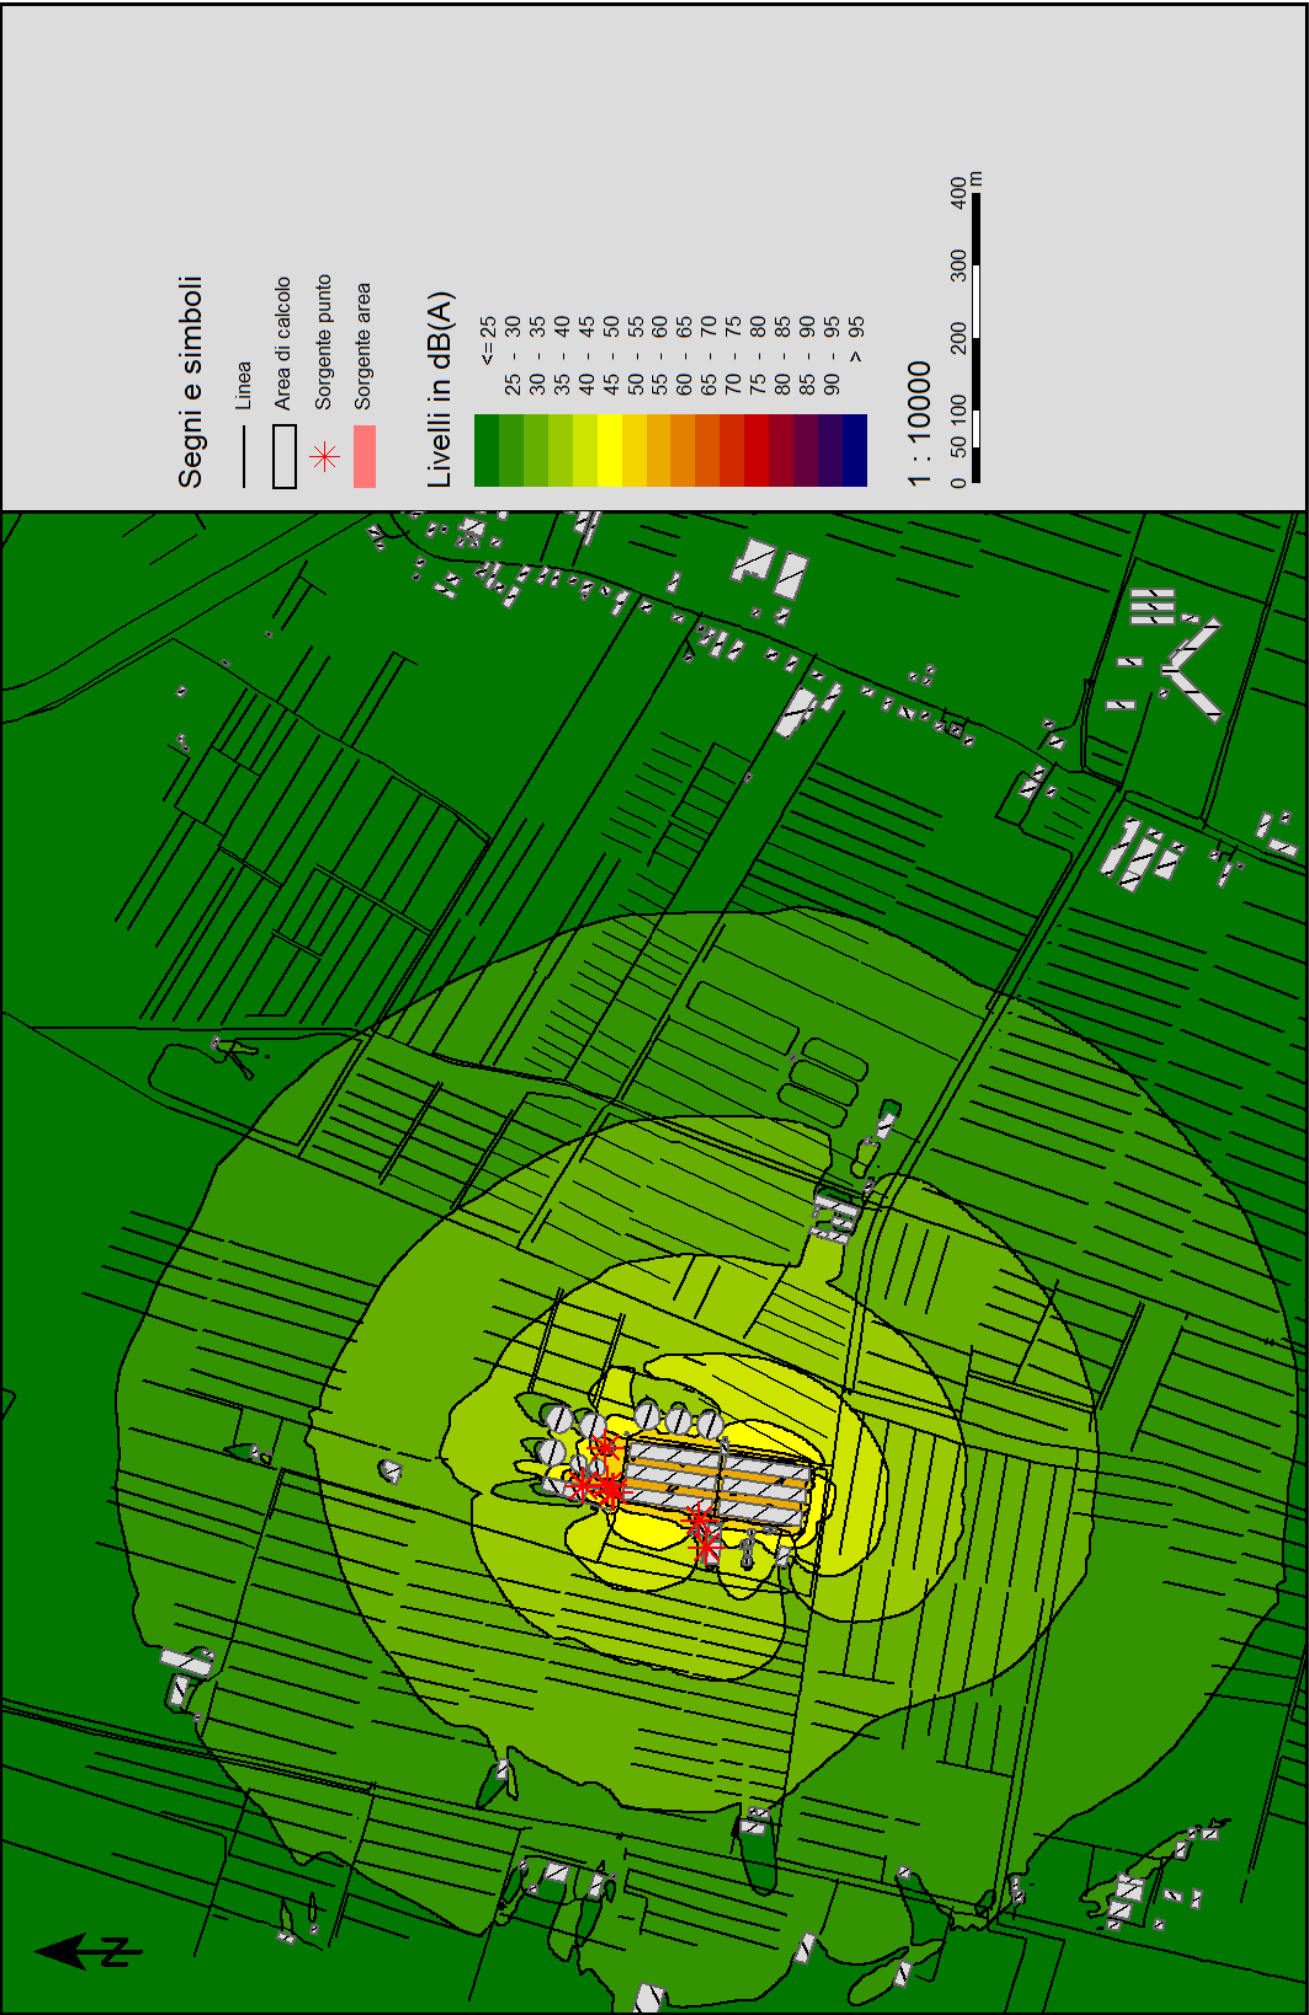 Segni e simboli
Linea
Area di calcolo
Sorgente punto
Sorgente area
Livelli in dB(A)
<= 25
25 - 30
30 - 35
35 - 40
40 - 45
45 - 50
50 - 55
55 - 60
60 - 65
65 - 70
70 - 75
75 - 80
80 - 85
85 - 90
90 - 95
> 95
1 : 10000
0 50 100 200 300 400
m
N